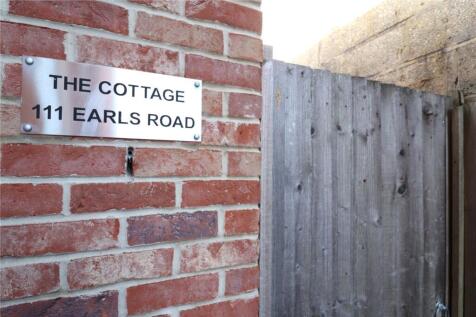 THE COTTAGE
111 EARLS ROAD